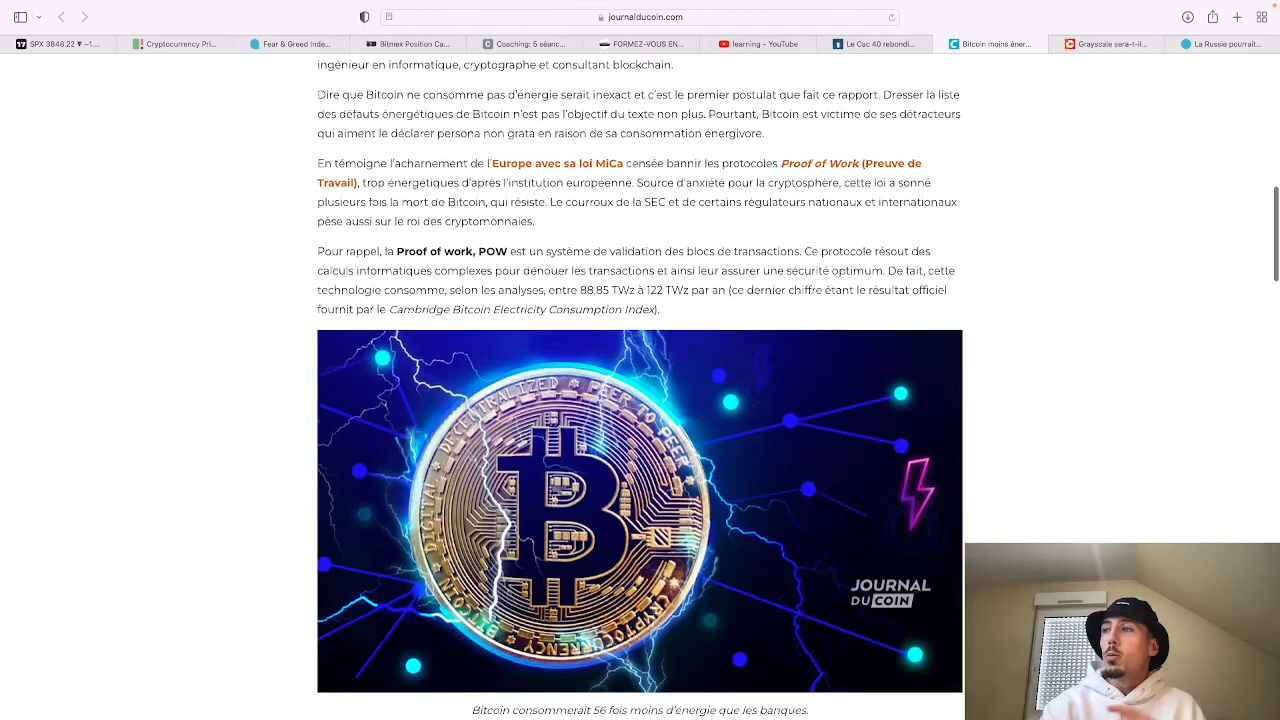 journalducoin.com
SPX 3848.22 ▼ −1....
Cryptocurrency Pri...
Fear & Greed Inde...
Bitmex Position Ca...
Coaching: 5 séanc...
FORMEZ-VOUS EN...
learning - YouTube
Le Cac 40 rebondi...
Bitcoin moins éner...
Grayscale sera-t-il...
La Russie pourrait...
ingénieur en informatique, cryptographe et consultant blockchain.
Dire que Bitcoin ne consomme pas d’énergie serait inexact et c’est le premier postulat que fait ce rapport. Dresser la liste
des défauts énergétiques de Bitcoin n’est pas l’objectif du texte non plus. Pourtant, Bitcoin est victime de ses détracteurs
qui aiment le déclarer persona non grata en raison de sa consommation énergivore.
En témoigne l’acharnement de l’Europe avec sa loi MiCa censée bannir les protocoles Proof of Work (Preuve de
Travail), trop énergétiques d’après l’institution européenne. Source d’anxiété pour la cryptosphère, cette loi a sonné
plusieurs fois la mort de Bitcoin, qui résiste. Le courroux de la SEC et de certains régulateurs nationaux et internationaux
pèse aussi sur le roi des cryptomonnaies.
Pour rappel, la Proof of work, POW est un système de validation des blocs de transactions. Ce protocole résout des
calculs informatiques complexes pour dénouer les transactions et ainsi leur assurer une sécurité optimum. De fait, cette
technologie consomme, selon les analyses, entre 88,85 TWz à 122 TWz par an (ce dernier chiffre étant le résultat officiel
fournit par le Cambridge Bitcoin Electricity Consumption Index).
DIGITAL ★ DECENTRALIZED ★ PEER TO PEER
BITCOIN ★ CRYPTOCURRENCY
JOURNAL
DU COIN
Bitcoin consommerait 56 fois moins d’énergie que les banques.